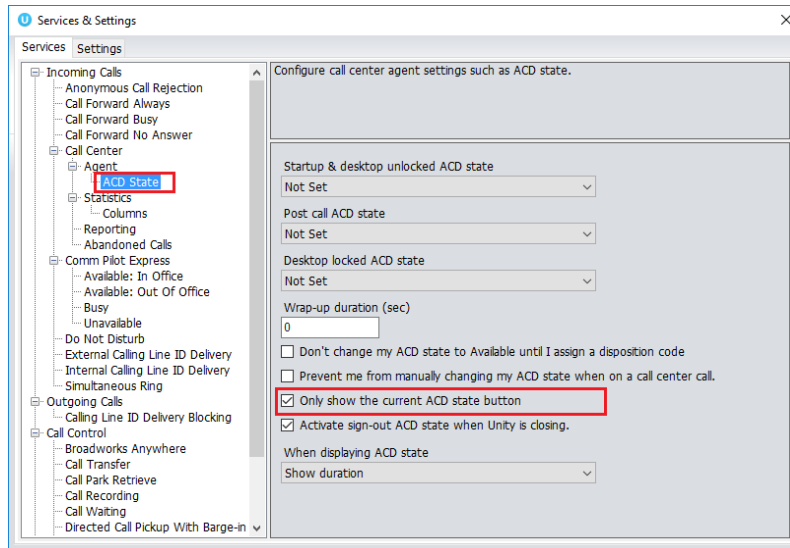 Services & Settings
Services Settings
Incoming Calls
Anonymous Call Rejection
Call Forward Always
Call Forward Busy
Call Forward No Answer
Call Center
Agent
ACD State
Statistics
Columns
Reporting
Abandoned Calls
Comm Pilot Express
Available: In Office
Available: Out Of Office
Busy
Unavailable
Do Not Disturb
External Calling Line ID Delivery
Internal Calling Line ID Delivery
Simultaneous Ring
Outgoing Calls
Calling Line ID Delivery Blocking
Call Control
Broadworks Anywhere
Call Transfer
Call Park Retrieve
Call Recording
Call Waiting
Directed Call Pickup With Barge-in
Configure call center agent settings such as ACD state.
Startup & desktop unlocked ACD state
Not Set
Post call ACD state
Not Set
Desktop locked ACD state
Not Set
Wrap-up duration (sec)
0
Don't change my ACD state to Available until I assign a disposition code
Prevent me from manually changing my ACD state when on a call center call.
Only show the current ACD state button
Activate sign-out ACD state when Unity is closing.
When displaying ACD state
Show duration